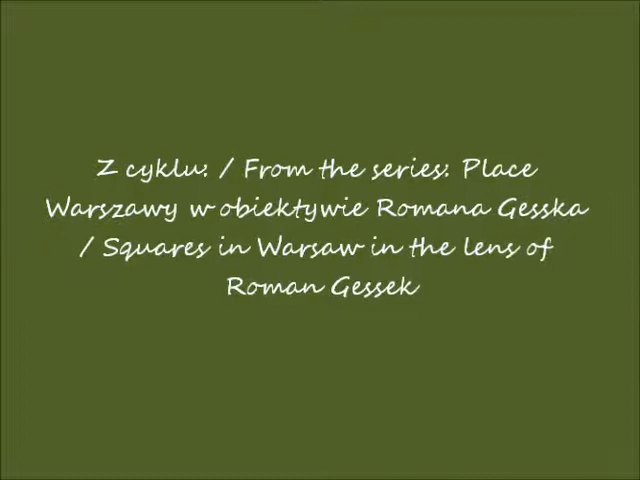 Z cyklu: / From the series: Place
Warszawy w obiektywie Romana Gesska
/ Squares in Warsaw in the lens of
Roman Gessek